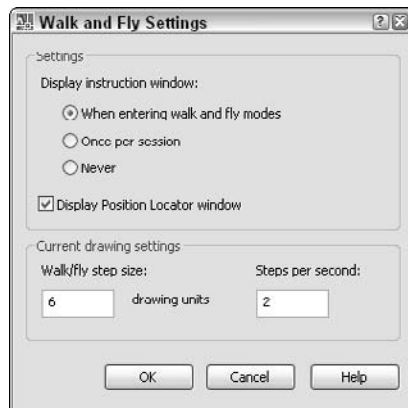 Walk and Fly Settings
Settings
Display instruction window:
When entering walk and fly modes
Once per session
Never
Display Position Locator window
Current drawing settings
Walk/fly step size: Steps per second:
6 drawing units 2
OK Cancel Help